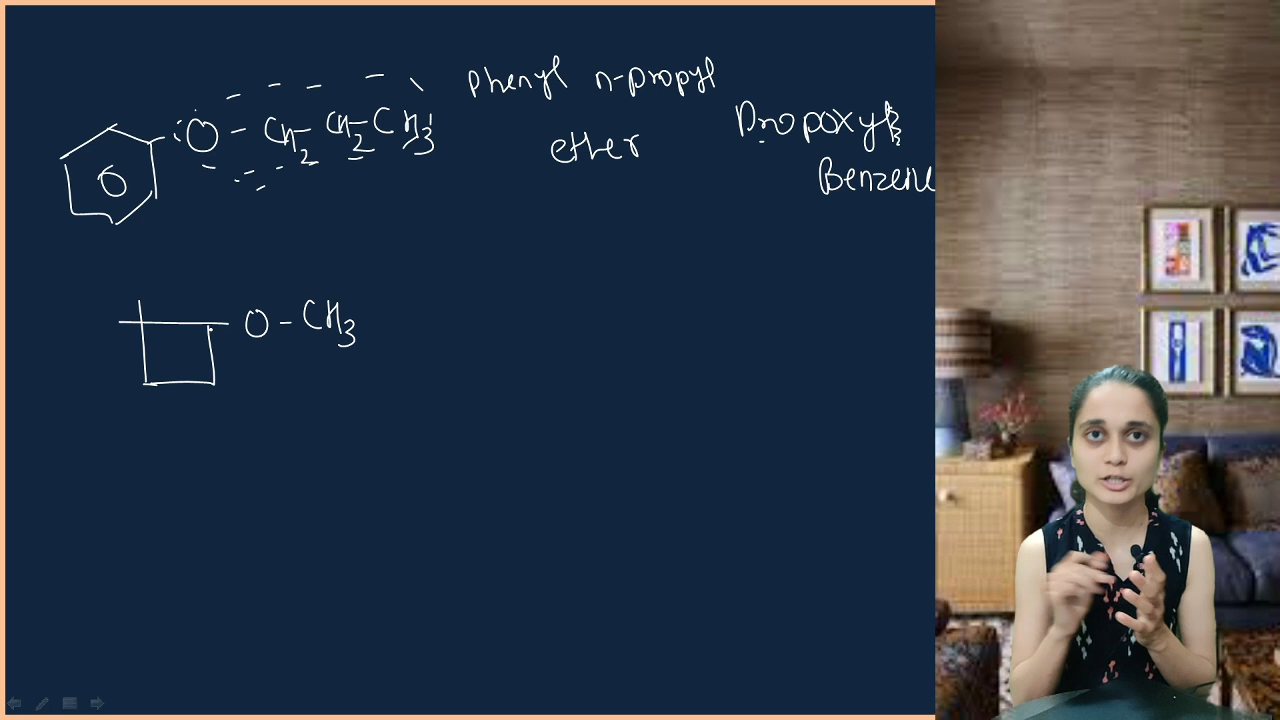 phenyl n-propyl
ether
O - CH2 - CH2 - CH3
Propoxy
Benzene
O - CH3